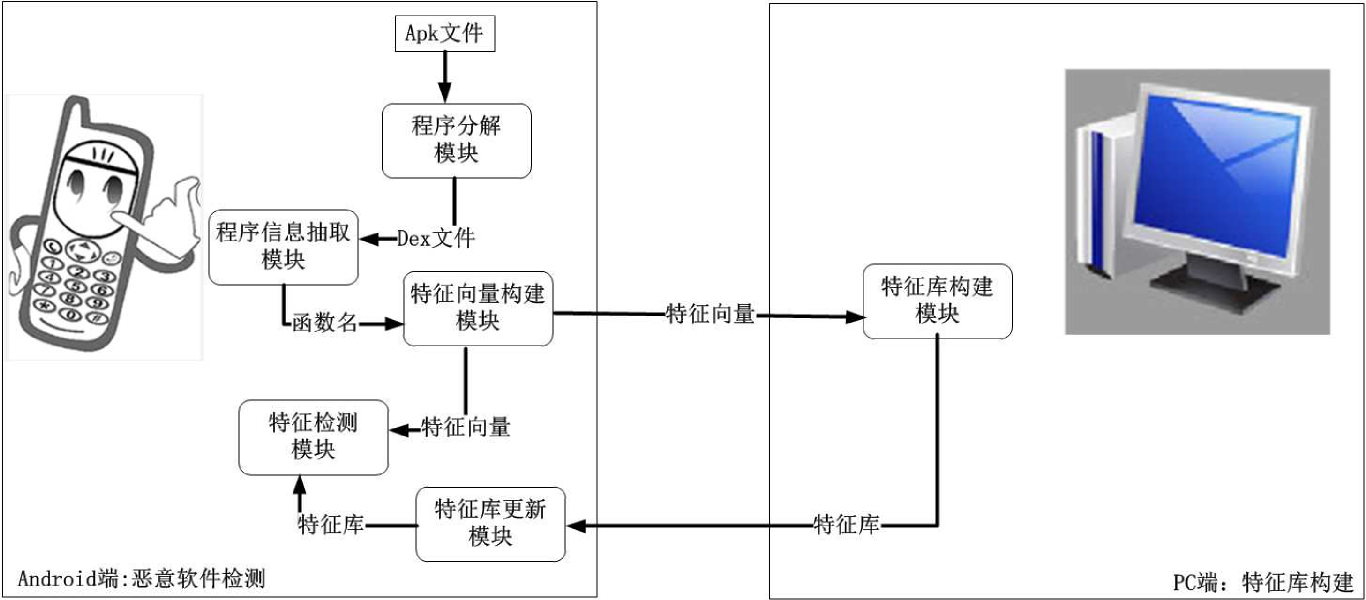 Apk文件
程序分解
模块
程序信息抽取
模块
Dex文件
函数名
特征向量构建
模块
特征向量
特征库构建
模块
特征向量
特征检测
模块
特征库
特征库更新
模块
特征库
Android端:恶意软件检测
PC端: 特征库构建